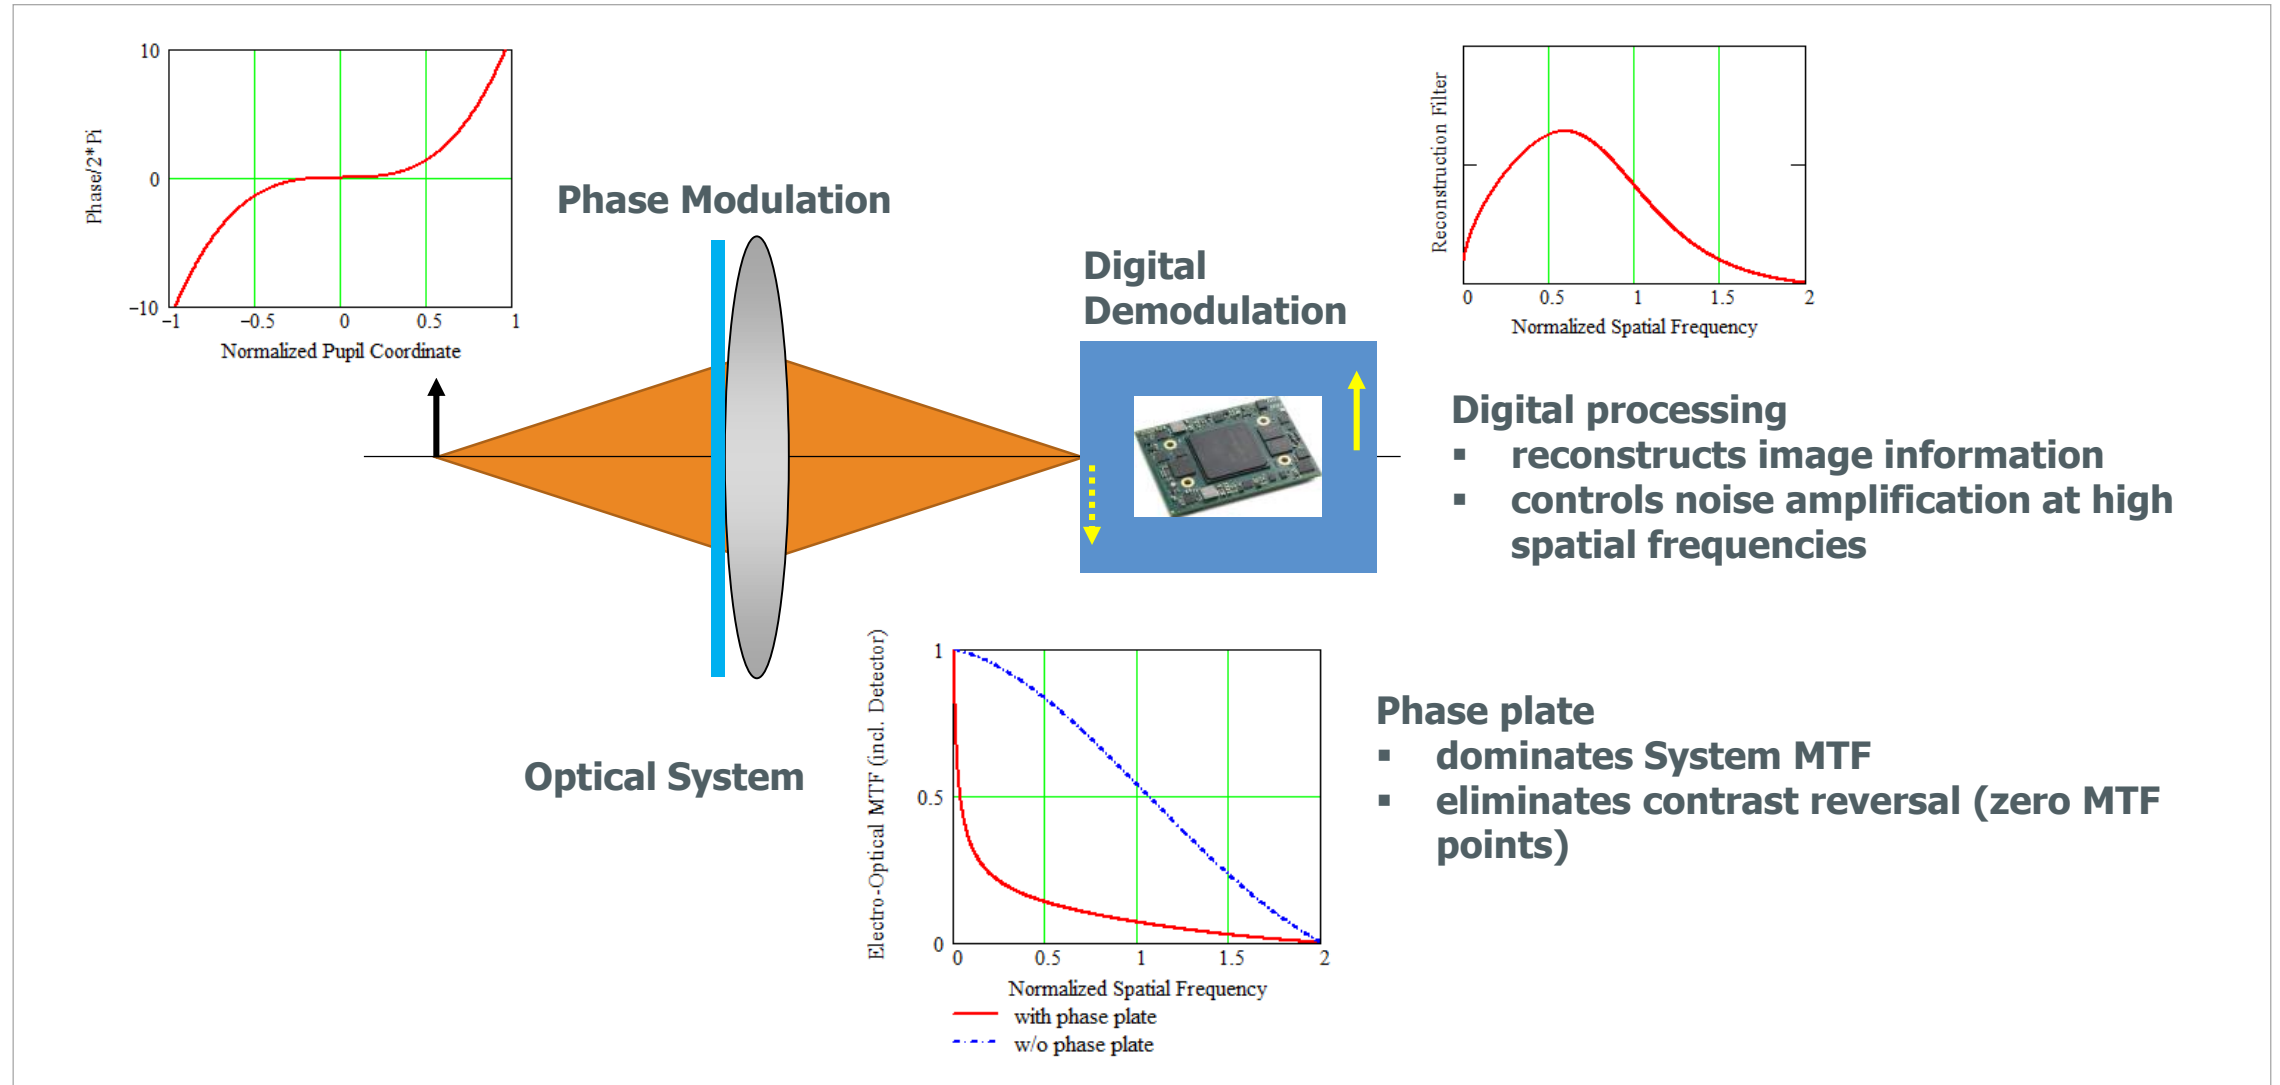 10
0
−10
Phase/2*Pi
−1
−0.5
0
0.5
1
Normalized Pupil Coordinate
Phase Modulation
Digital
Demodulation
Reconstruction Filter
0
0.5
1
1.5
2
Normalized Spatial Frequency
Digital processing
▪ reconstructs image information
▪ controls noise amplification at high
spatial frequencies
Optical System
Electro-Optical MTF (incl. Detector)
1
0.5
0
0
0.5
1
1.5
2
Normalized Spatial Frequency
with phase plate
w/o phase plate
Phase plate
▪ dominates System MTF
▪ eliminates contrast reversal (zero MTF
points)